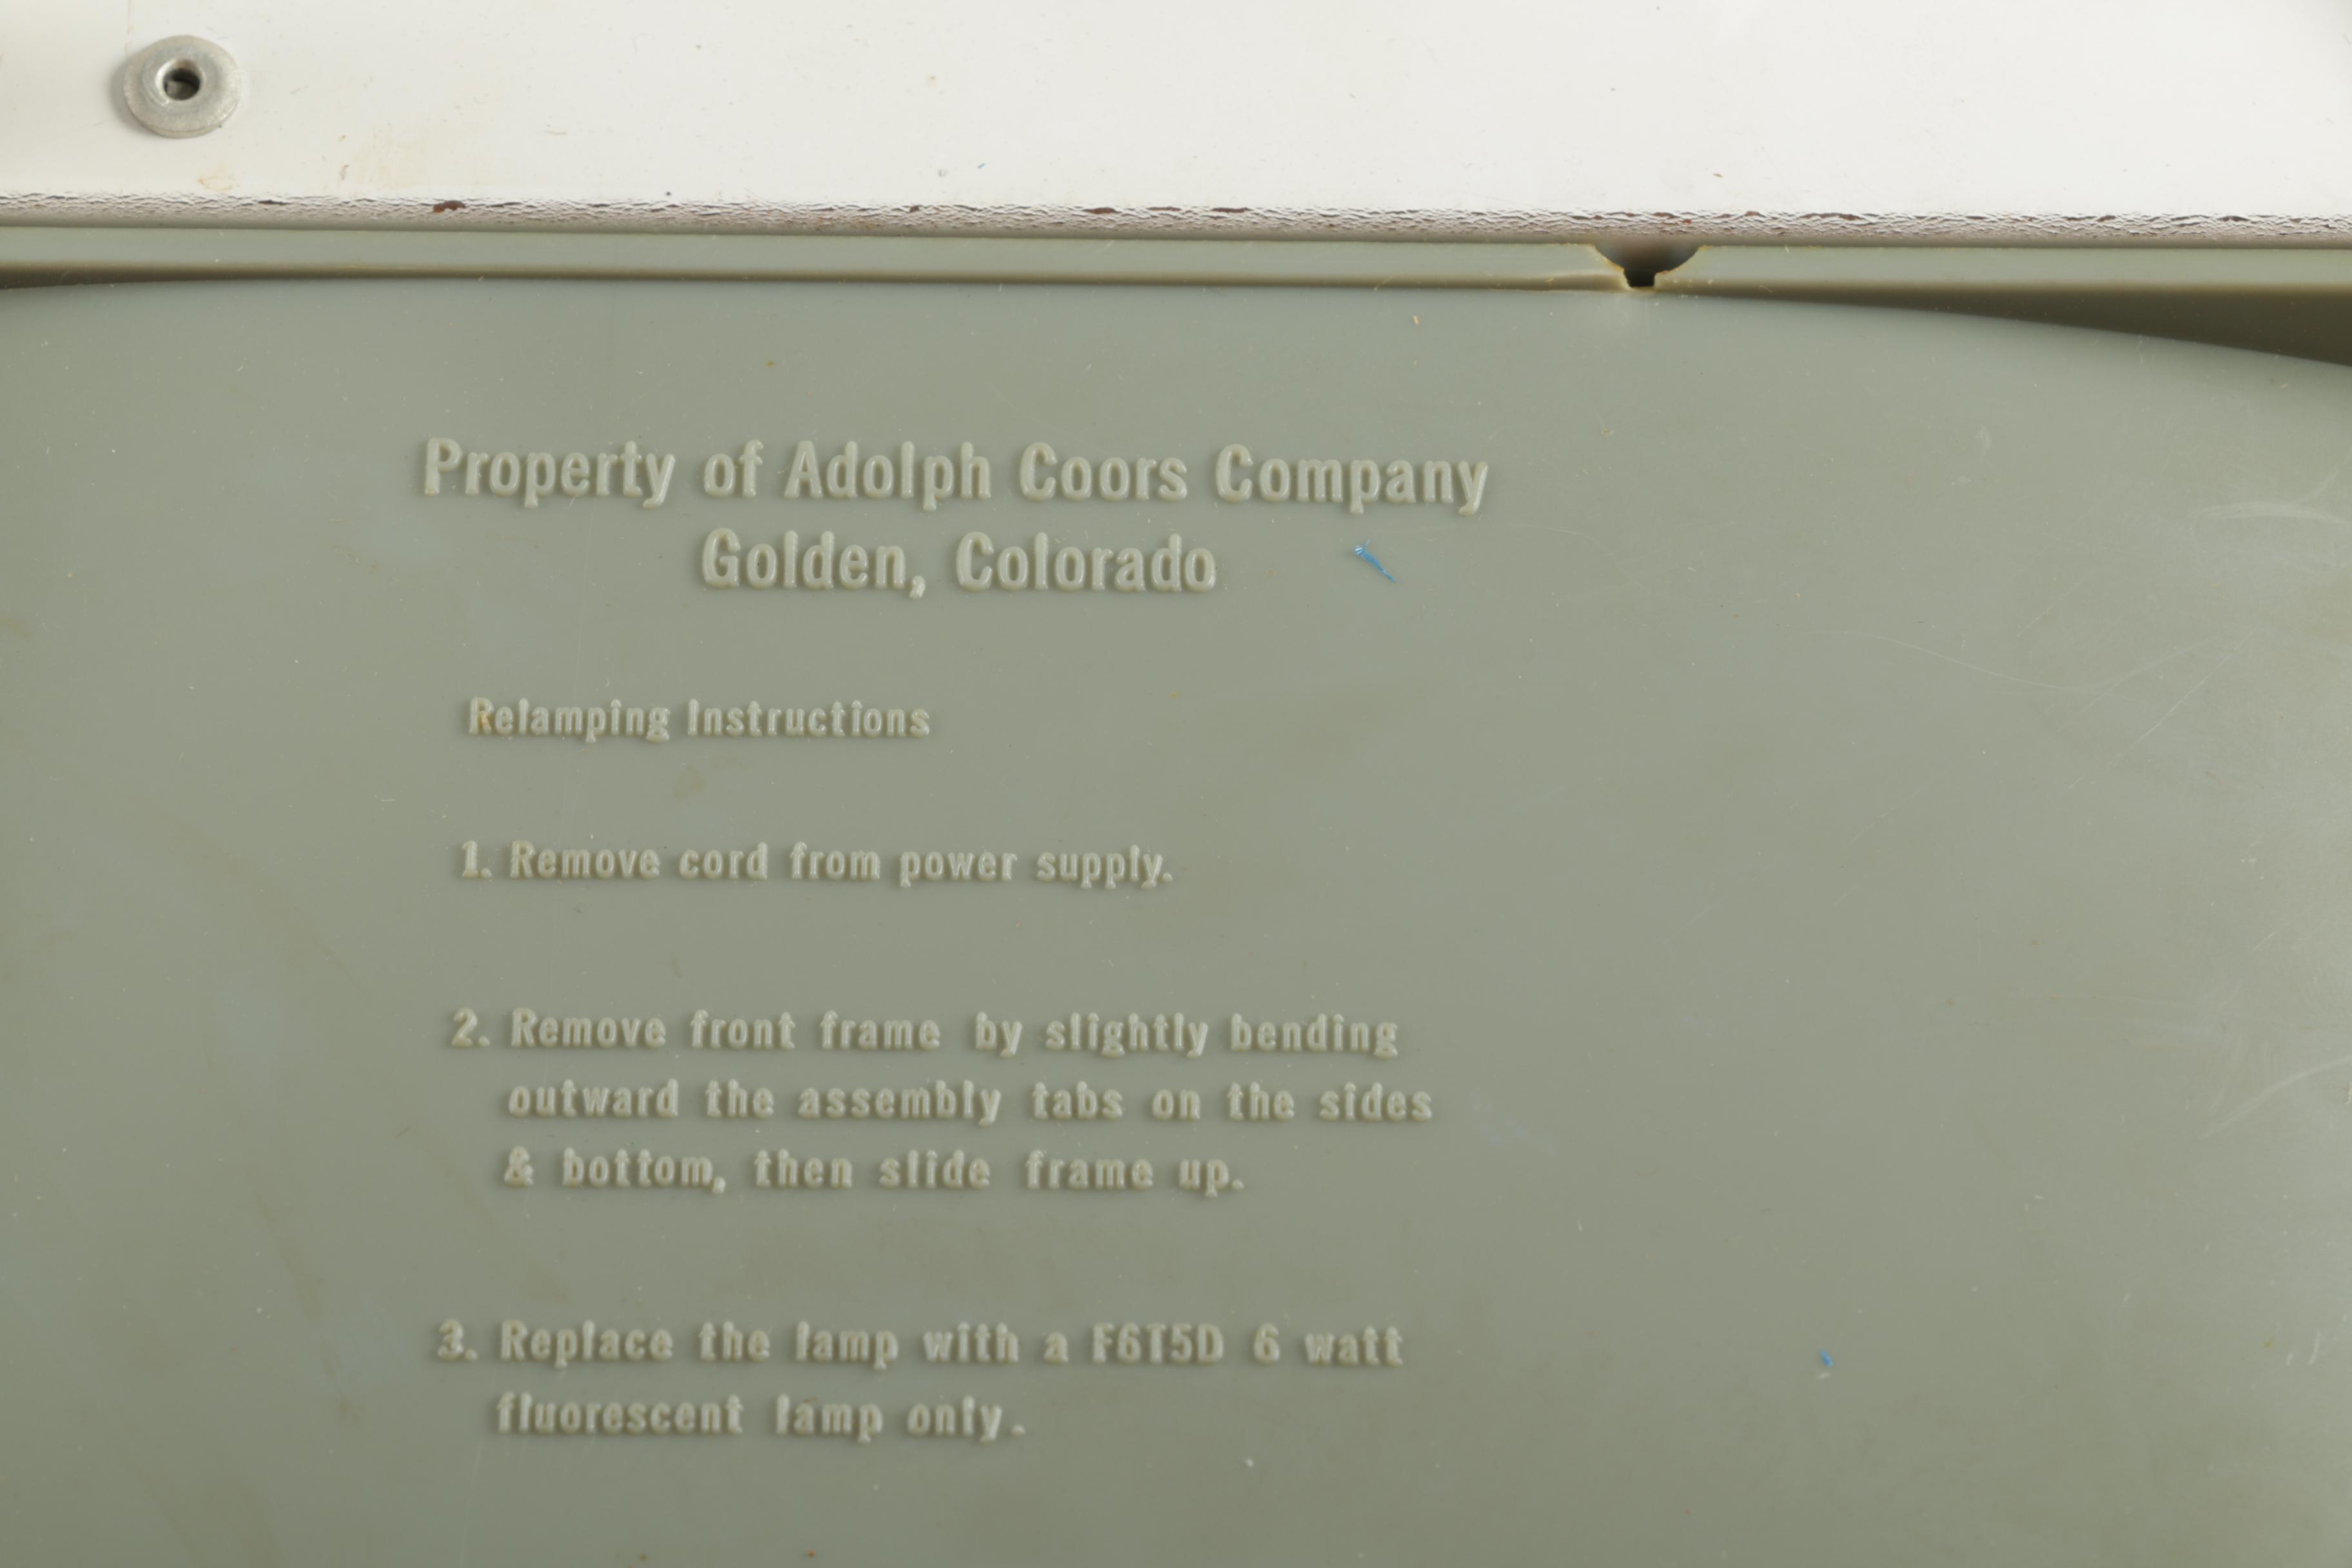 Property of Adolph Coors Company
Golden, Colorado
Relamping Instructions
1. Remove cord from power supply.
2. Remove front frame by slightly bending
outward the assembly tabs on the sides
& bottom, then slide frame up.
3. Replace the lamp with a F6T5D 6 watt
fluorescent lamp only.